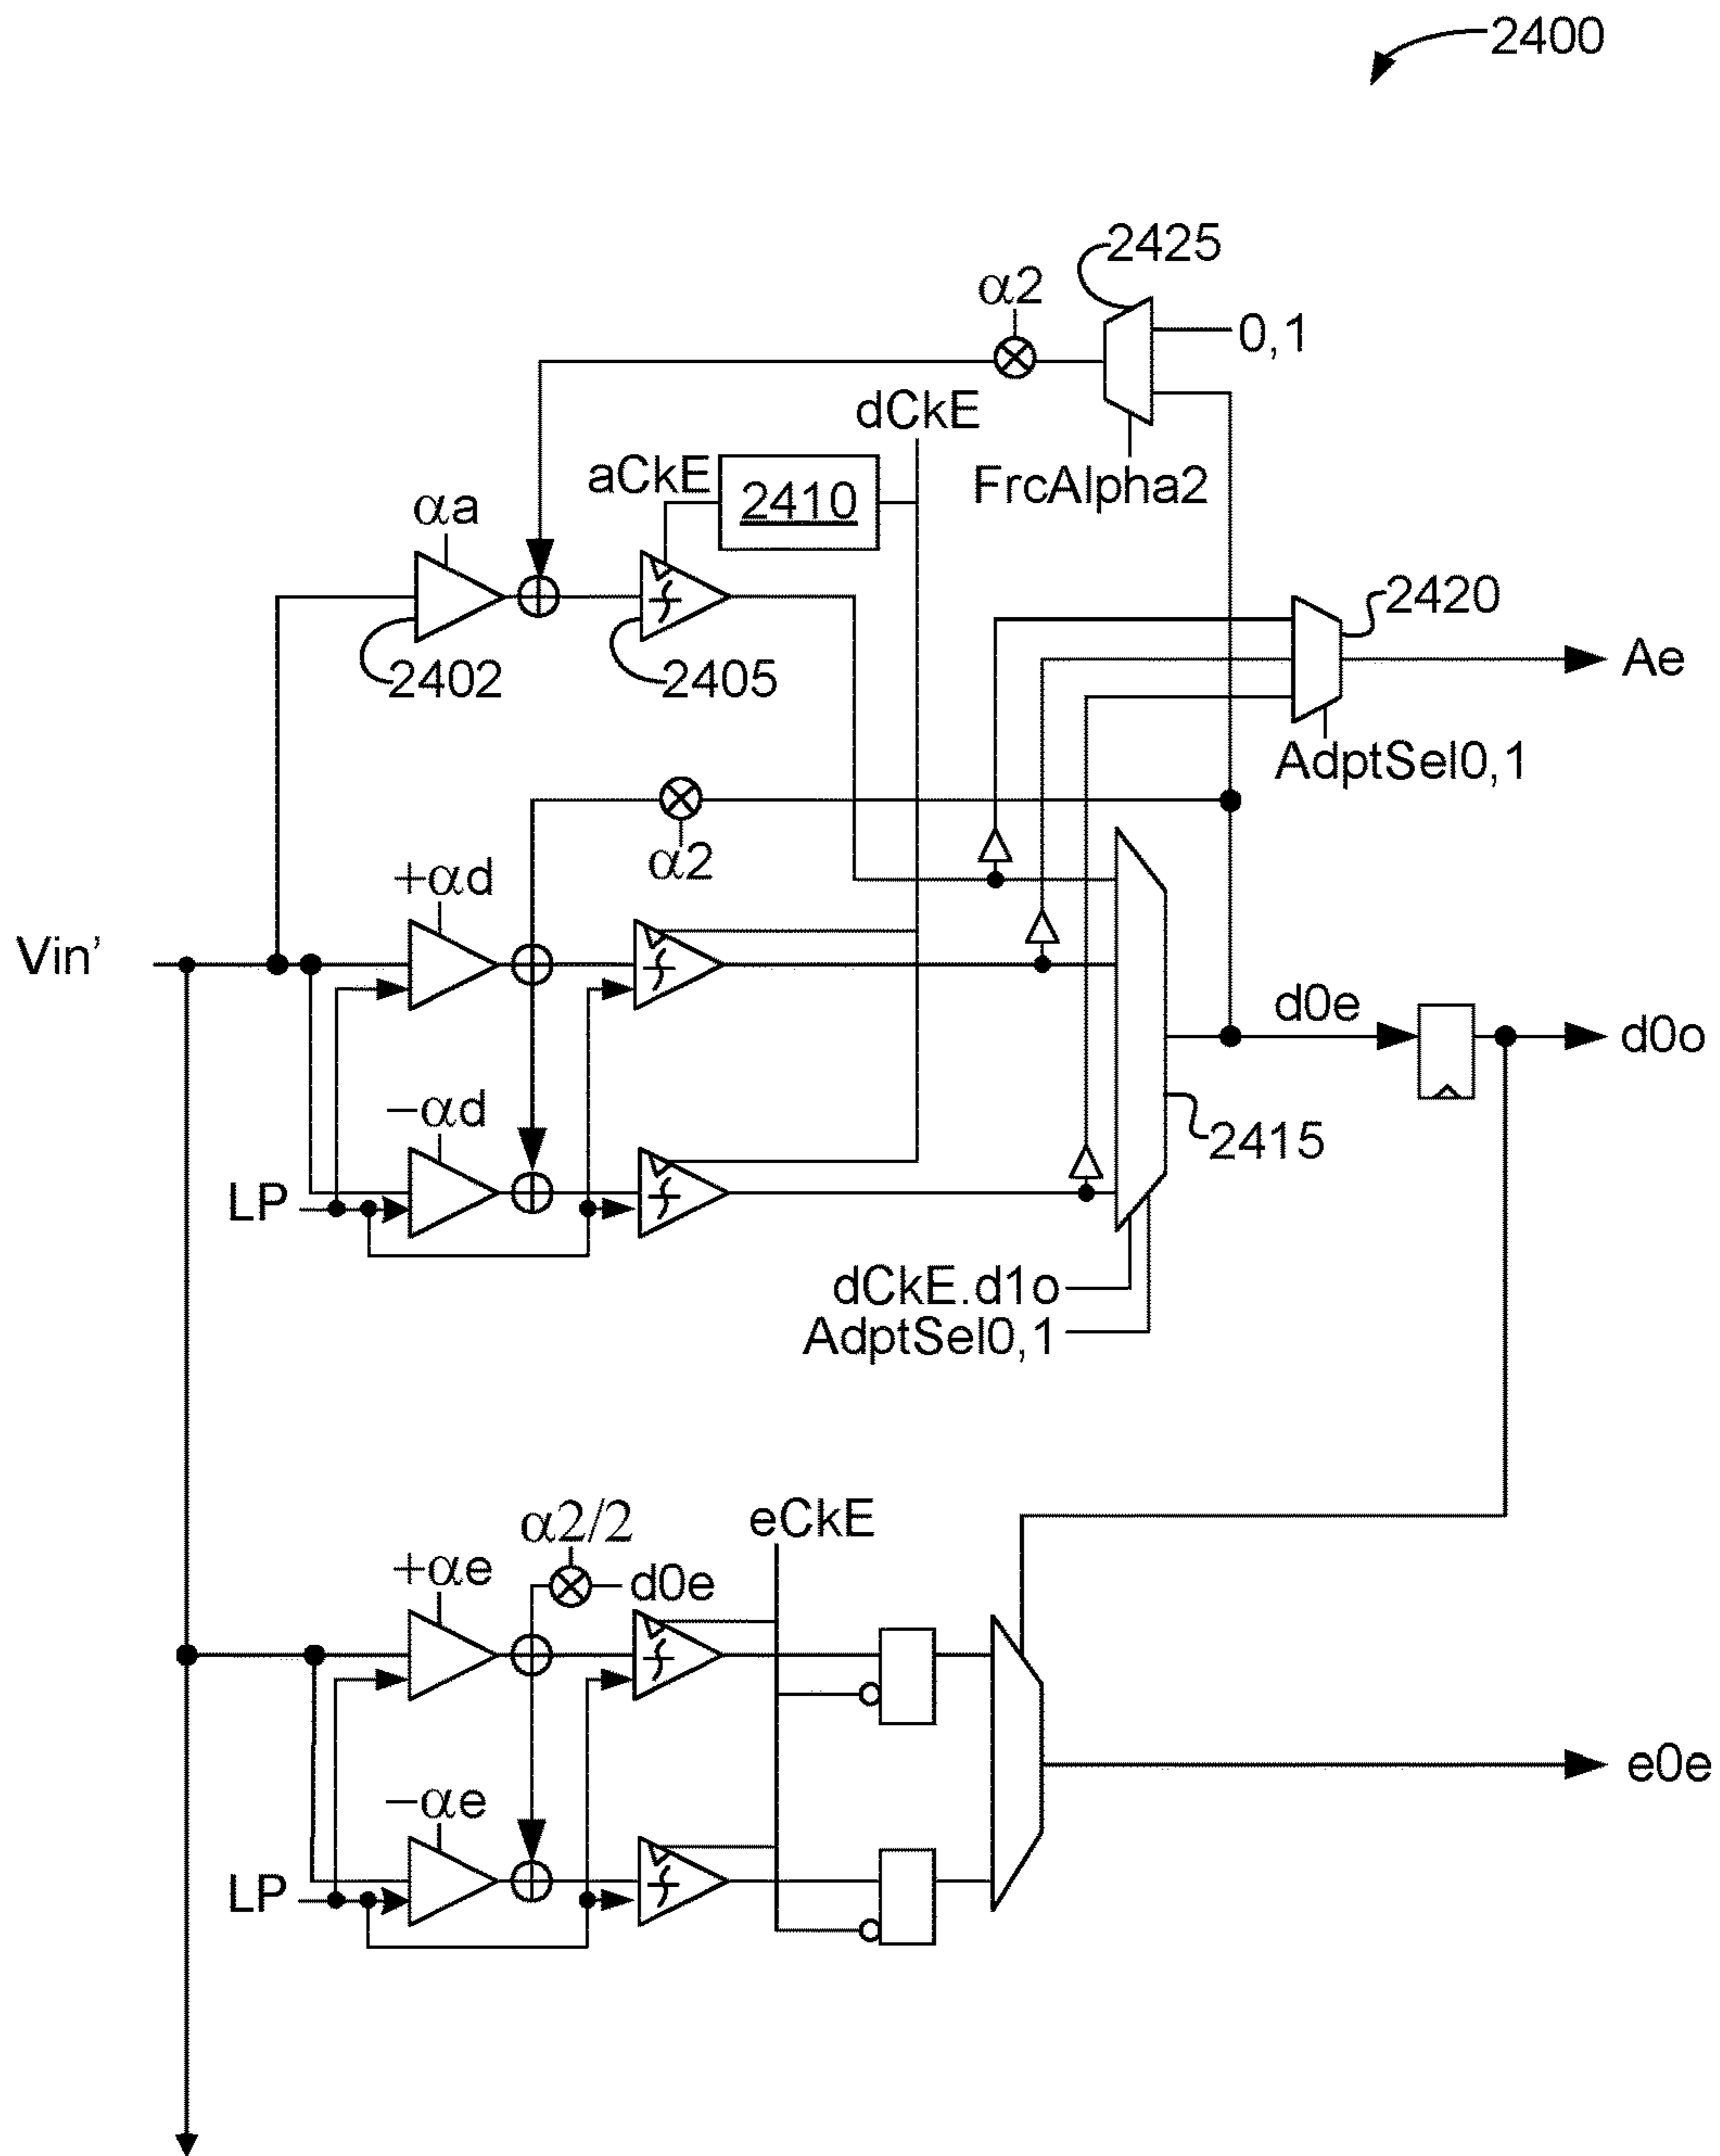 2400
2425
α2
0,1
dCkE
FrcAlpha2
aCkE
2410
αa
2420
2402
2405
Ae
AdptSel0,1
α2
+αd
Vin’
d0e
d0o
−αd
2415
LP
dCkE.d1o
AdptSel0,1
α2/2
eCkE
+αe
d0e
e0e
−αe
LP